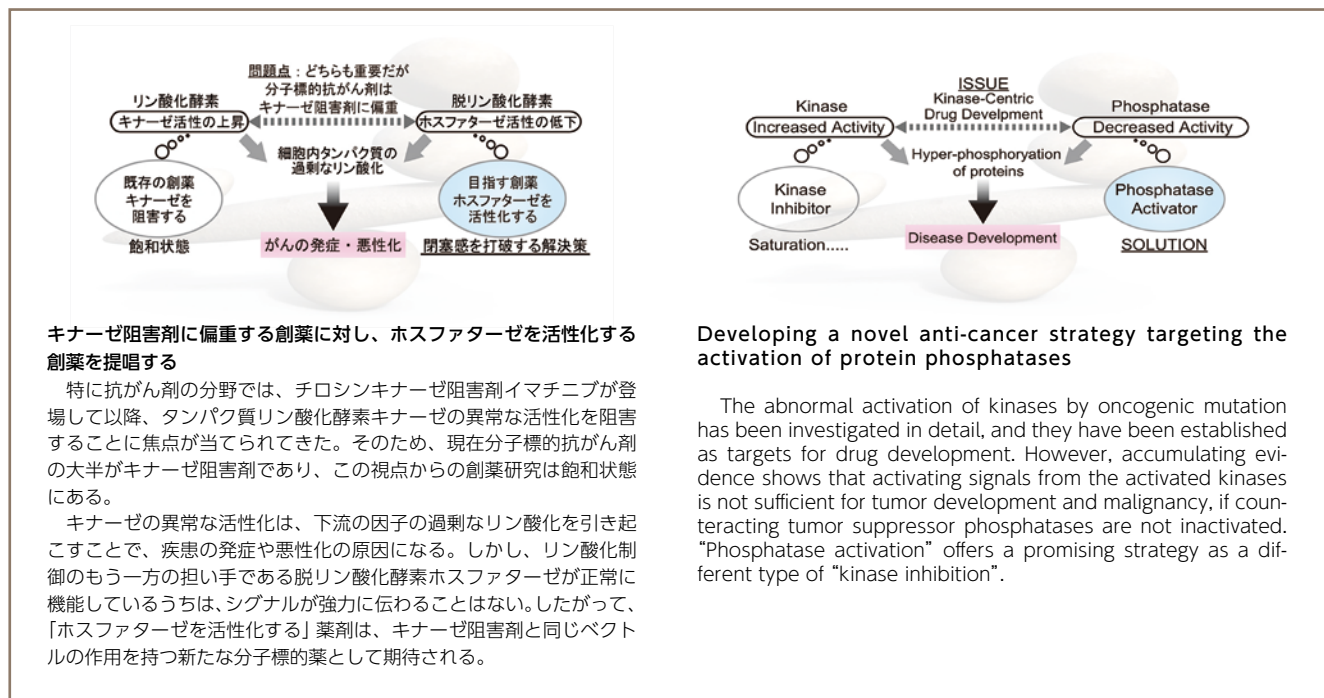 問題点：どちらも重要だが
分子標的抗がん剤は
キナーゼ阻害剤に偏重
リン酸化酵素
キナーゼ活性の上昇
脱リン酸化酵素
ホスファターゼ活性の低下
細胞内タンパク質の
過剰なリン酸化
既存の創薬
キナーゼを
阻害する
飽和状態
がんの発症・悪性化
目指す創薬
ホスファターゼを
活性化する
閉塞感を打破する解決策
キナーゼ阻害剤に偏重する創薬に対し、ホスファターゼを活性化する
創薬を提唱する
特に抗がん剤の分野では、チロシンキナーゼ阻害剤イマチニブが登
場して以降、タンパク質リン酸化酵素キナーゼの異常な活性化を阻害
することに焦点が当てられてきた。そのため、現在分子標的抗がん剤
の大半がキナーゼ阻害剤であり、この視点からの創薬研究は飽和状態
にある。
キナーゼの異常な活性化は、下流の因子の過剰なリン酸化を引き起
こすことで、疾患の発症や悪性化の原因になる。しかし、リン酸化制
御のもう一方の担い手である脱リン酸化酵素ホスファターゼが正常に
機能しているうちは、シグナルが強力に伝わることはない。したがって、
「ホスファターゼを活性化する」薬剤は、キナーゼ阻害剤と同じベクト
ルの作用を持つ新たな分子標的薬として期待される。
ISSUE
Kinase-Centric
Drug Develpment
Kinase
Increased Activity
Phosphatase
Decreased Activity
Hyper-phosphoryation
of proteins
Kinase
Inhibitor
Saturation.....
Disease Development
Phosphatase
Activator
SOLUTION
Developing a novel anti-cancer strategy targeting the
activation of protein phosphatases
The abnormal activation of kinases by oncogenic mutation
has been investigated in detail, and they have been established
as targets for drug development. However, accumulating evi-
dence shows that activating signals from the activated kinases
is not sufficient for tumor development and malignancy, if coun-
teracting tumor suppressor phosphatases are not inactivated.
“Phosphatase activation” offers a promising strategy as a dif-
ferent type of “kinase inhibition”.